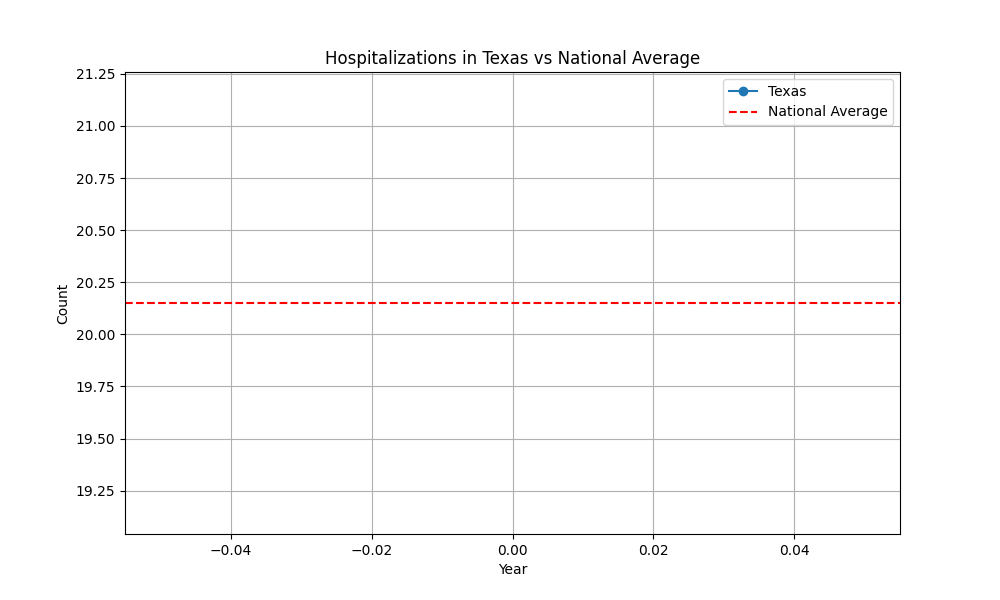 Hospitalizations in Texas vs National Average
21.25
21.00
20.75
20.50
20.25
20.00
19.75
19.50
19.25
Count
Texas
National Average
−0.04
−0.02
0.00
0.02
0.04
Year